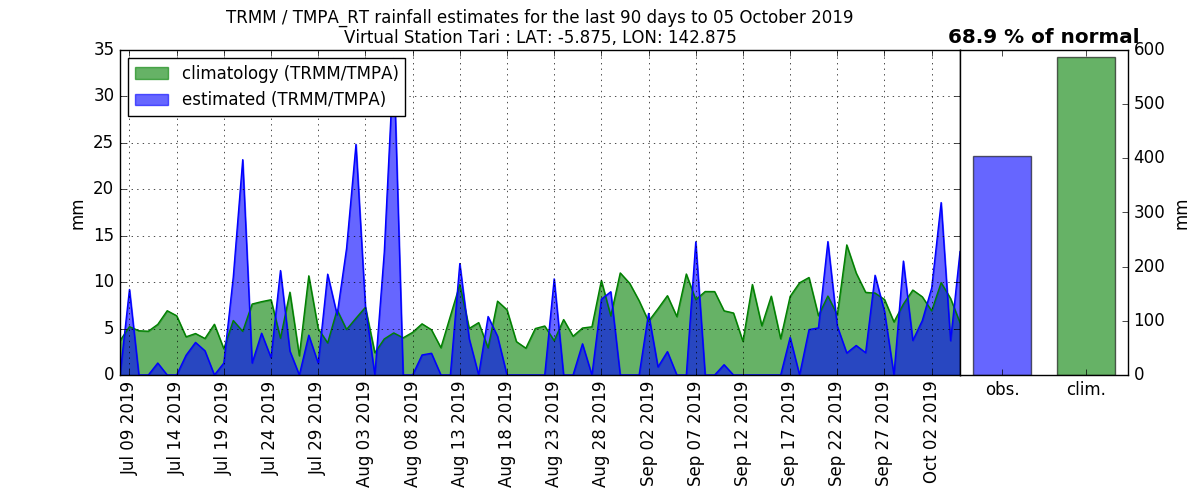 TRMM / TMPA_RT rainfall estimates for the last 90 days to 05 October 2019
Virtual Station Tari : LAT: -5.875, LON: 142.875
68.9 % of normal
climatology (TRMM/TMPA)
estimated (TRMM/TMPA)
mm
35
30
25
20
15
10
5
0
Jul 09 2019
Jul 14 2019
Jul 19 2019
Jul 24 2019
Jul 29 2019
Aug 03 2019
Aug 08 2019
Aug 13 2019
Aug 18 2019
Aug 23 2019
Aug 28 2019
Sep 02 2019
Sep 07 2019
Sep 12 2019
Sep 17 2019
Sep 22 2019
Sep 27 2019
Oct 02 2019
obs.
clim.
600
500
400
300
200
100
0
mm